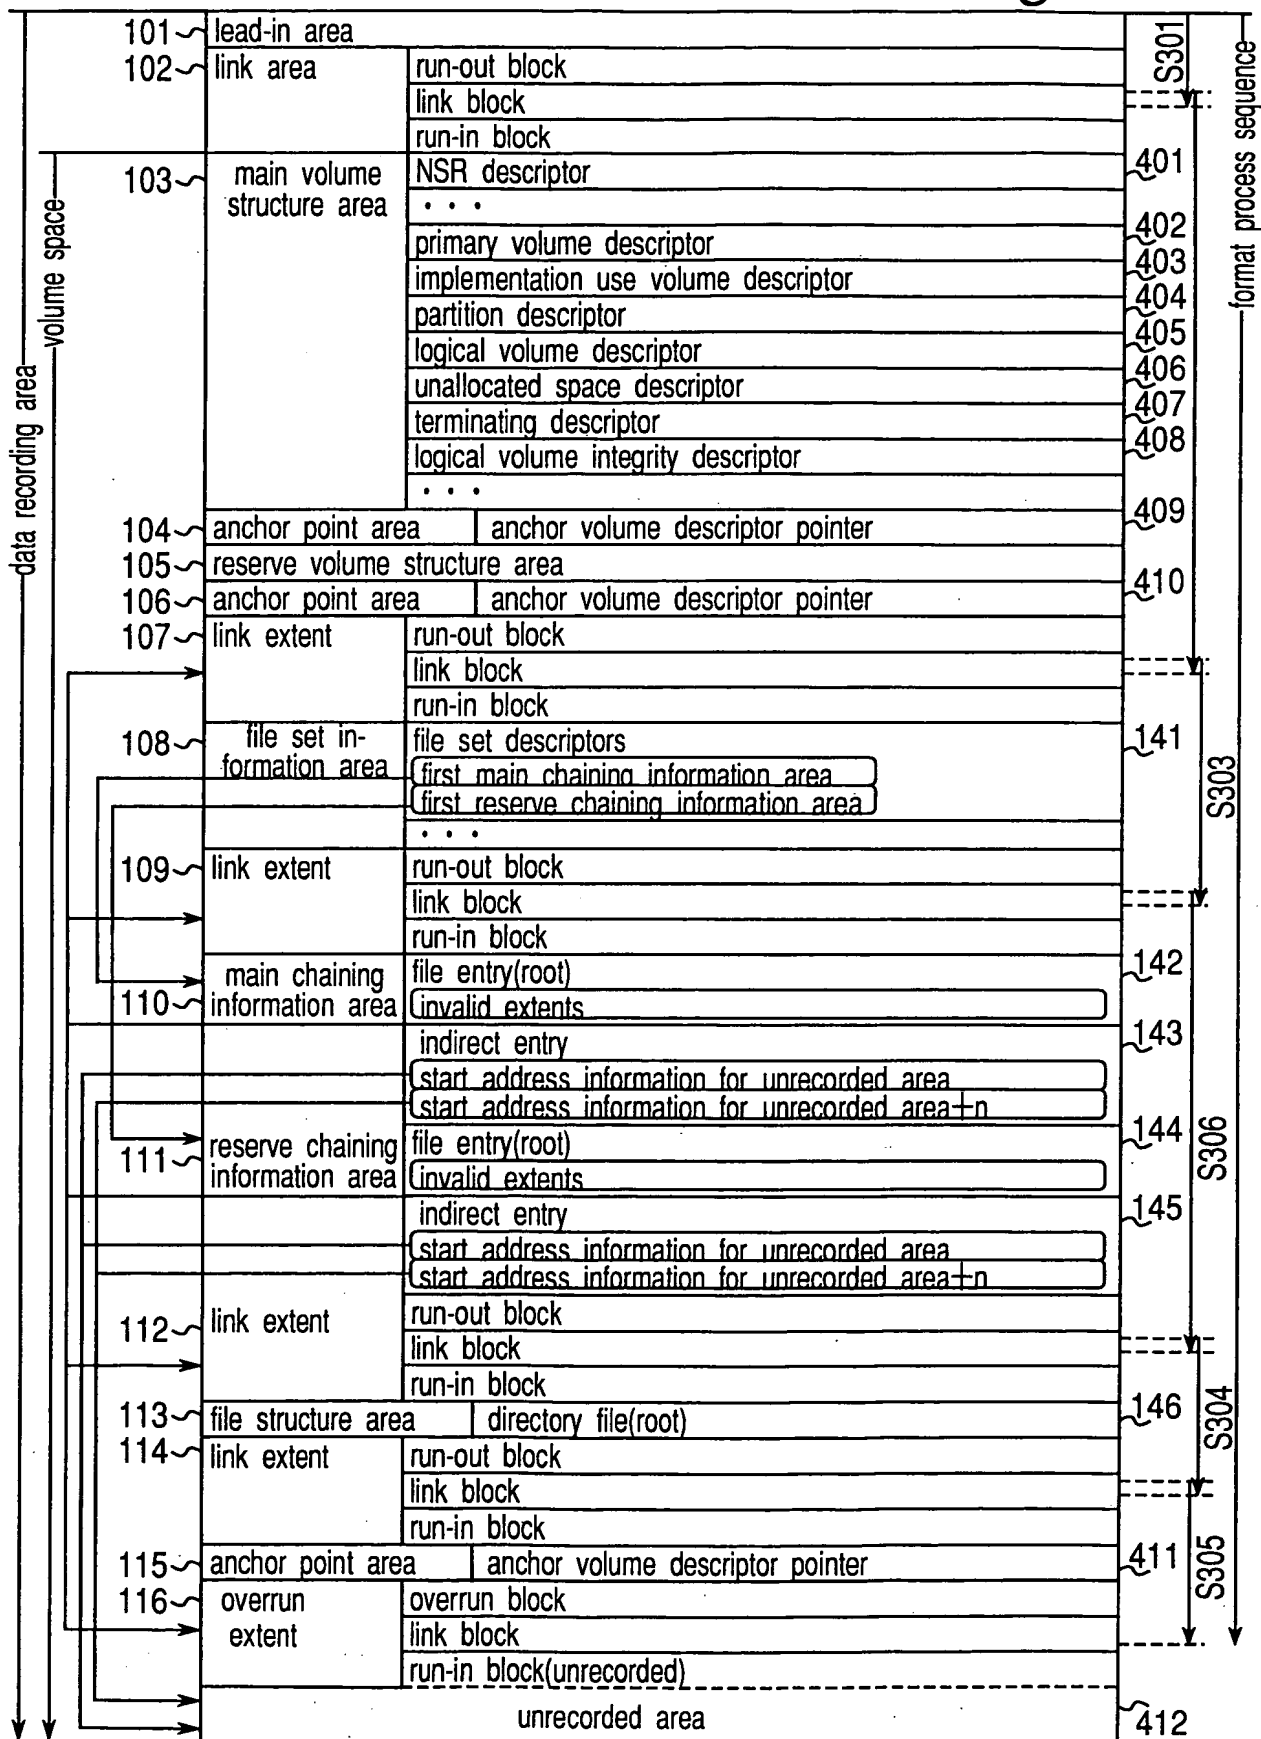 101 lead-in area
102 link area run-out block
link block
run-in block
S301
format process sequence
data recording area
volume space
103 main volume structure area NSR descriptor 401
. . .
primary volume descriptor 402
implementation use volume descriptor 403
partition descriptor 404
logical volume descriptor 405
unallocated space descriptor 406
terminating descriptor 407
logical volume integrity descriptor 408
. . .
104 anchor point area anchor volume descriptor pointer 409
105 reserve volume structure area
106 anchor point area anchor volume descriptor pointer 410
107 link extent run-out block
link block
run-in block
108 file set in-formation area file set descriptors 141
first main chaining information area
first reserve chaining information area
. . .
S303
109 link extent run-out block
link block
run-in block
110 main chaining information area file entry(root) 142
invalid extents
indirect entry 143
start address information for unrecorded area
start address information for unrecorded area+n
111 reserve chaining information area file entry(root) 144
invalid extents
S306
indirect entry 145
start address information for unrecorded area
start address information for unrecorded area+n
112 link extent run-out block
link block
run-in block
113 file structure area directory file(root) 146
S304
114 link extent run-out block
link block
run-in block
115 anchor point area anchor volume descriptor pointer 411
S305
116 overrun extent overrun block
link block
run-in block(unrecorded)
unrecorded area 412